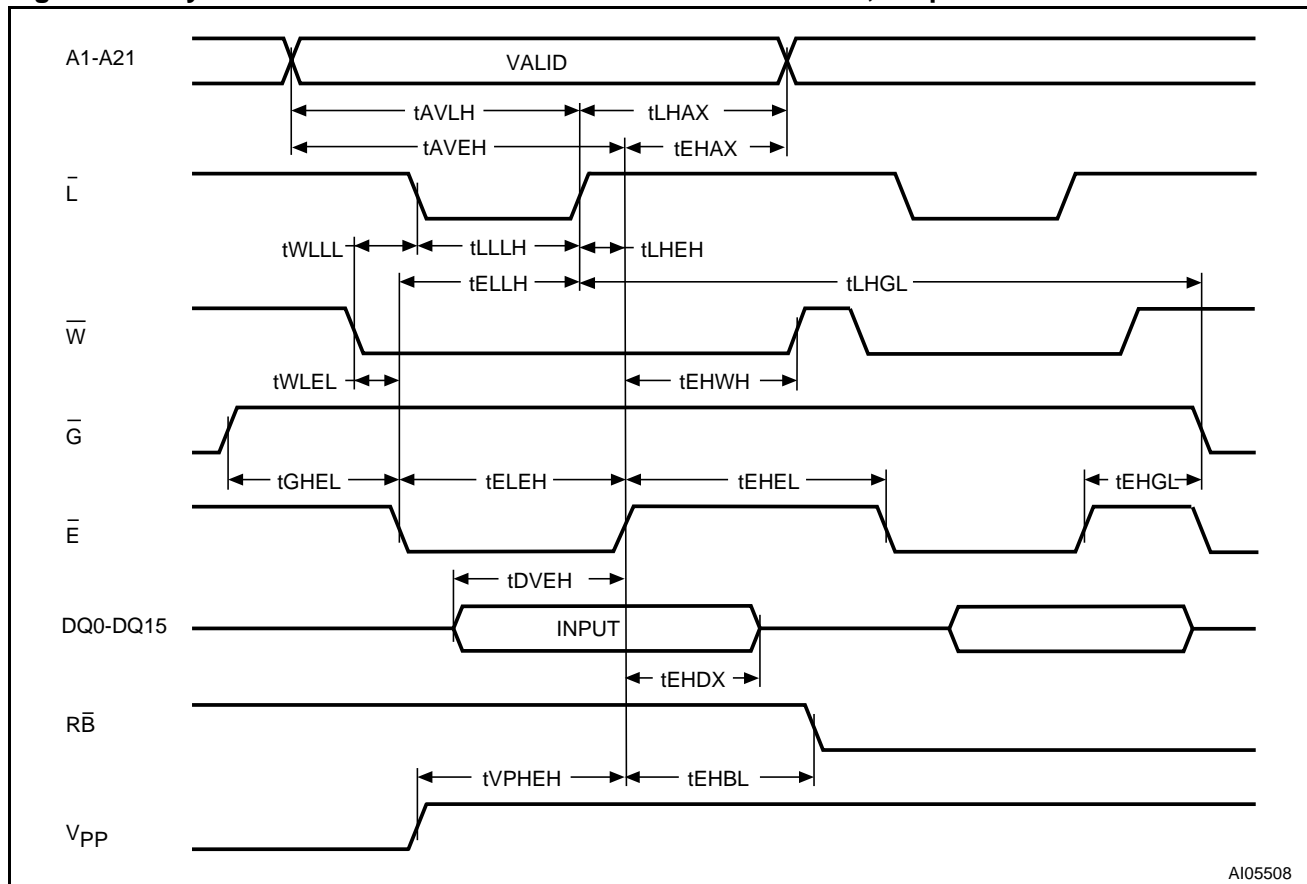 A1-A21
VALID
tAVLH
tLHAX
tAVEH
tEHAX
L̅
tWLLL
tLLLH
tLHEH
tELLH
tLHGL
W̅
tWLEL
tEHWH
G̅
tGHEL
tELEH
tEHEL
tEHGL
E̅
tDVEH
DQ0-DQ15
INPUT
tEHDX
RB̅
tVPHEH
tEHBL
VPP
AI05508